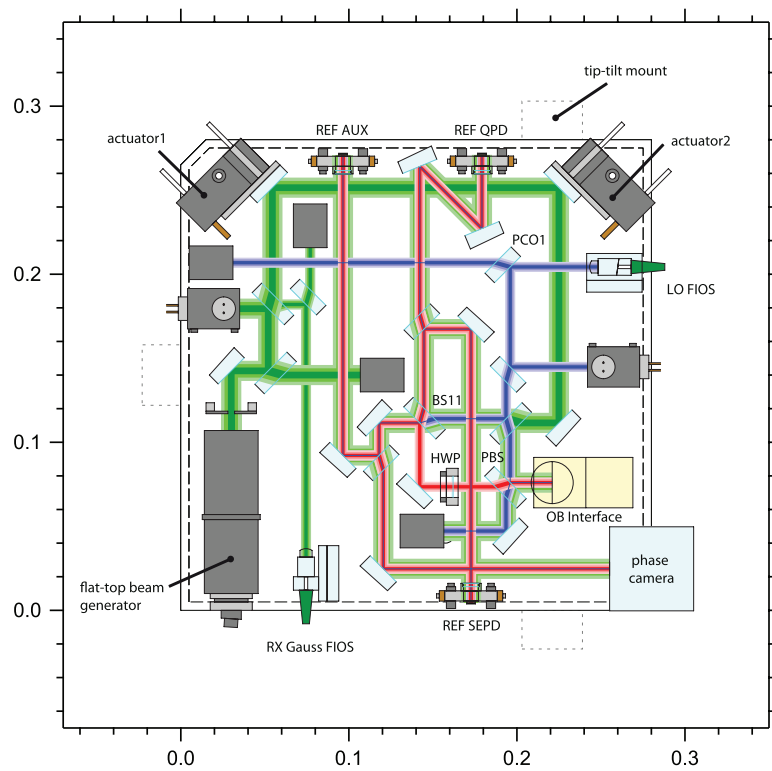 tip-tilt mount
0.3
REF AUX
REF QPD
actuator1
actuator2
PCO1
0.2
LO FIOS
BS11
0.1
HWP
PBS
OB Interface
phase
camera
flat-top beam
generator
0.0
REF SEPD
RX Gauss FIOS
0.0
0.1
0.2
0.3